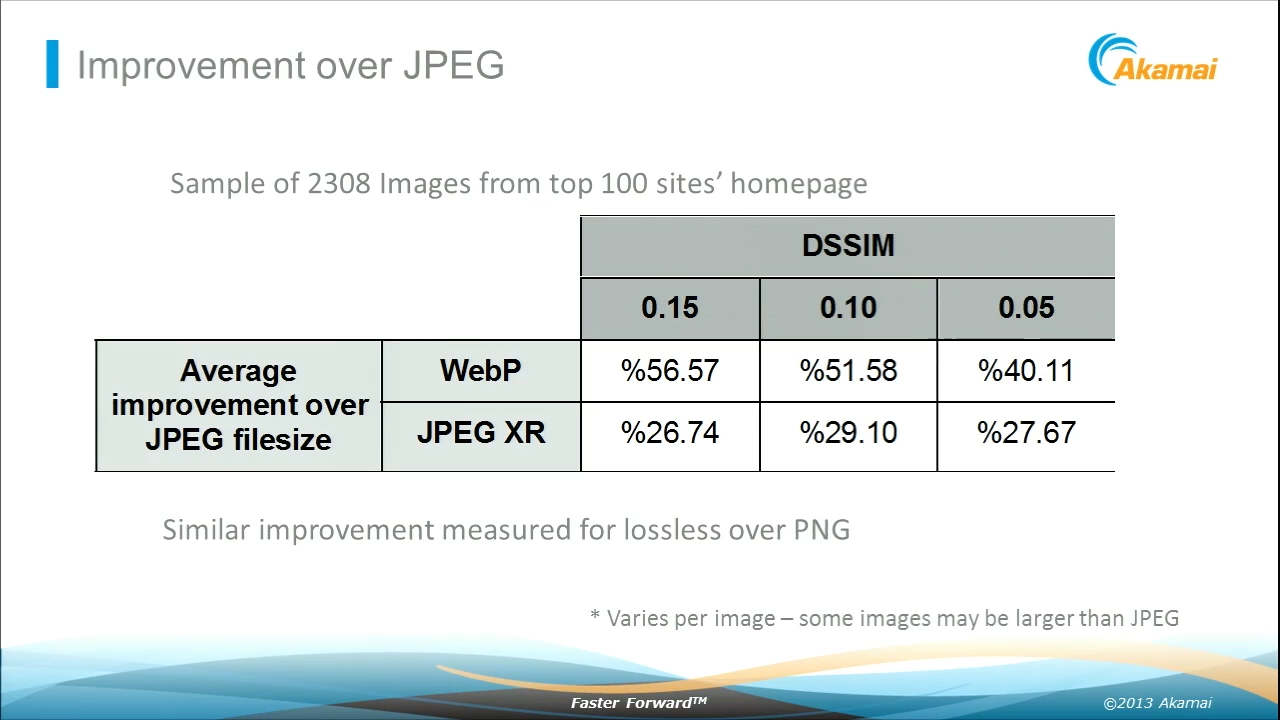 Improvement over JPEG
Akamai
Sample of 2308 Images from top 100 sites’ homepage
DSSIM
0.15 0.10 0.05
Average improvement over JPEG filesize
WebP %56.57 %51.58 %40.11
JPEG XR %26.74 %29.10 %27.67
Similar improvement measured for lossless over PNG
* Varies per image – some images may be larger than JPEG
Faster Forward™
©2013 Akamai